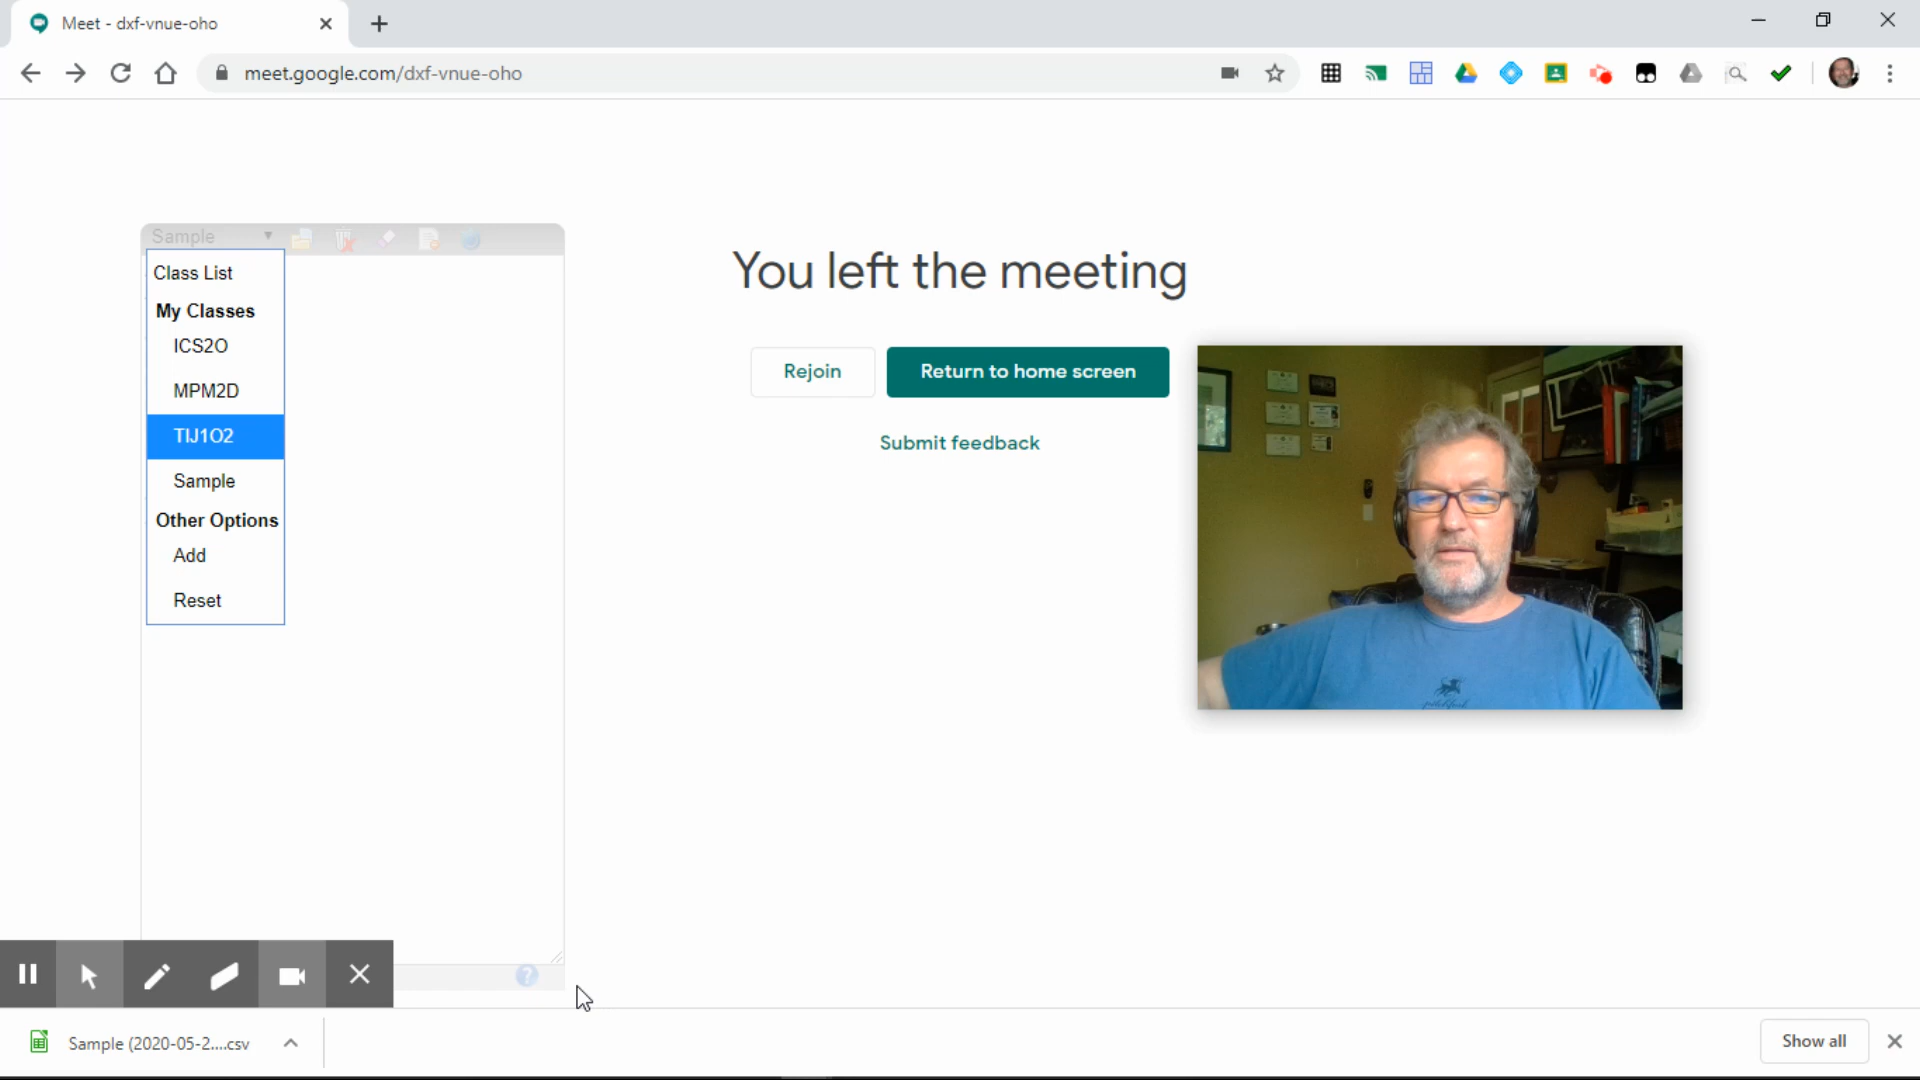 Meet - dxf-vnue-oho
meet.google.com/dxf-vnue-oho
Sample
Class List
My Classes
ICS2O
MPM2D
TIJ1O2
Sample
Other Options
Add
Reset
You left the meeting
Rejoin
Return to home screen
Submit feedback
Sample (2020-05-2....csv
Show all